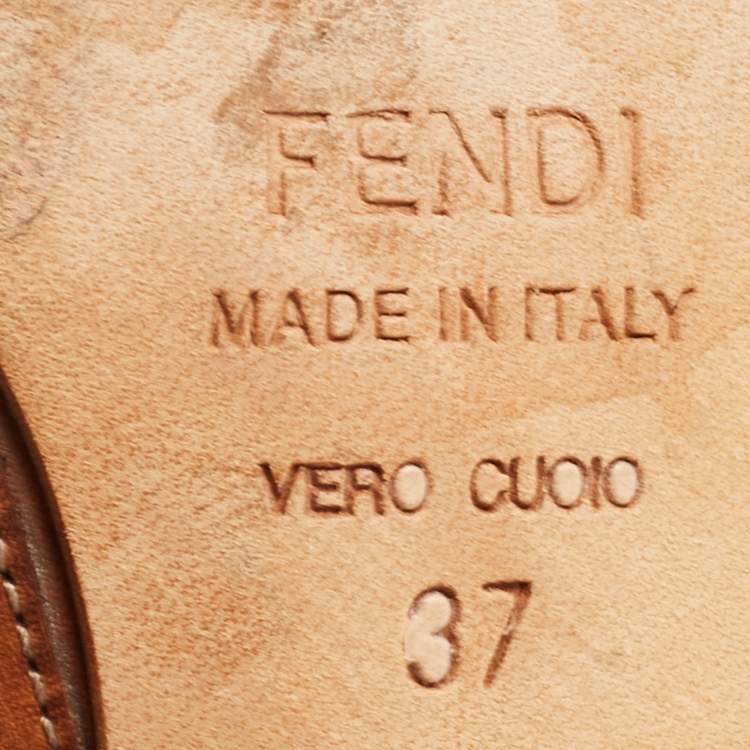 FENDI
MADE IN ITALY
VERO CUOIO
37